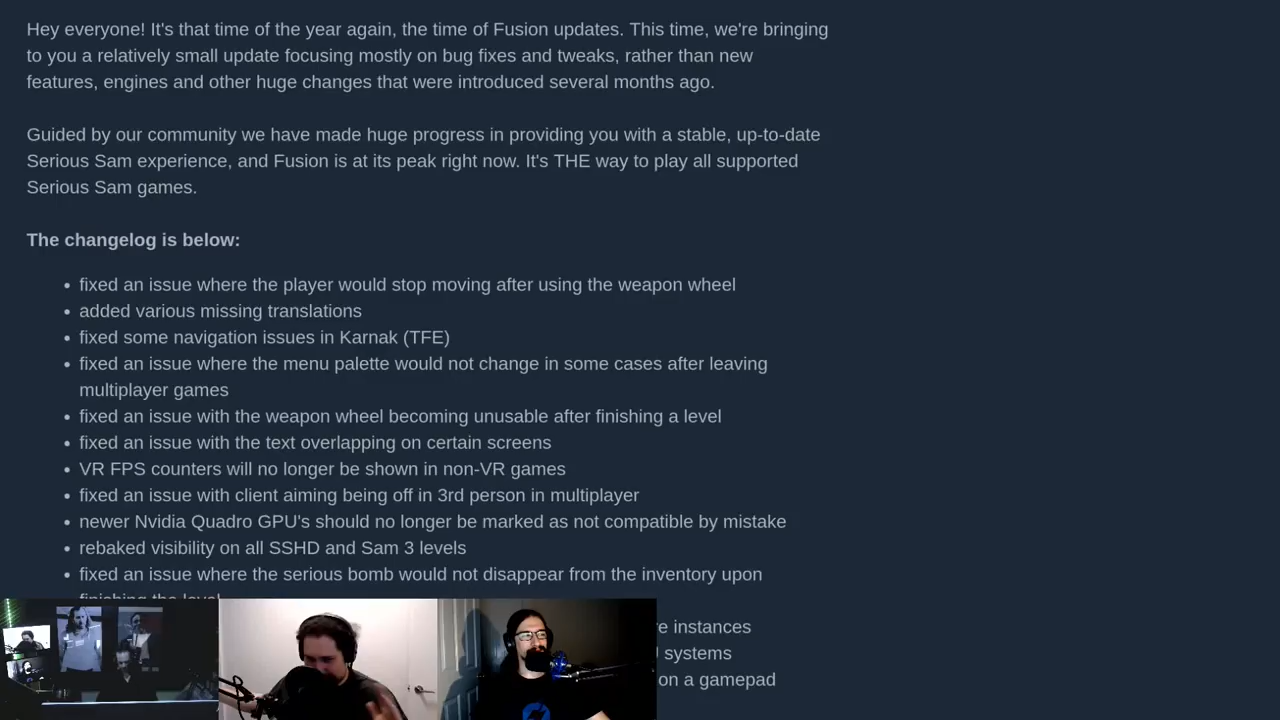 Hey everyone! It's that time of the year again, the time of Fusion updates. This time, we're bringing
to you a relatively small update focusing mostly on bug fixes and tweaks, rather than new
features, engines and other huge changes that were introduced several months ago.
Guided by our community we have made huge progress in providing you with a stable, up-to-date
Serious Sam experience, and Fusion is at its peak right now. It's THE way to play all supported
Serious Sam games.
The changelog is below:
• fixed an issue where the player would stop moving after using the weapon wheel
• added various missing translations
• fixed some navigation issues in Karnak (TFE)
• fixed an issue where the menu palette would not change in some cases after leaving
multiplayer games
• fixed an issue with the weapon wheel becoming unusable after finishing a level
• fixed an issue with the text overlapping on certain screens
• VR FPS counters will no longer be shown in non-VR games
• fixed an issue with client aiming being off in 3rd person in multiplayer
• newer Nvidia Quadro GPU's should no longer be marked as not compatible by mistake
• rebaked visibility on all SSHD and Sam 3 levels
• fixed an issue where the serious bomb would not disappear from the inventory upon
finishing the level
instances
systems
on a gamepad